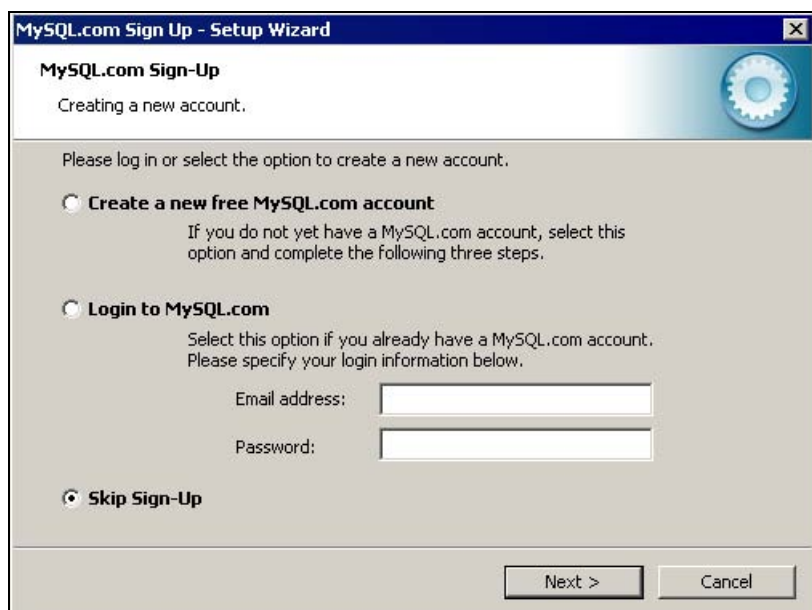 MySQL.com Sign Up - Setup Wizard
MySQL.com Sign-Up
Creating a new account.
Please log in or select the option to create a new account.
Create a new free MySQL.com account
If you do not yet have a MySQL.com account, select this
option and complete the following three steps.
Login to MySQL.com
Select this option if you already have a MySQL.com account.
Please specify your login information below.
Email address:
Password:
Skip Sign-Up
Next > Cancel